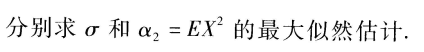 分别求 σ 和 α₂ = EX² 的最大似然估计.